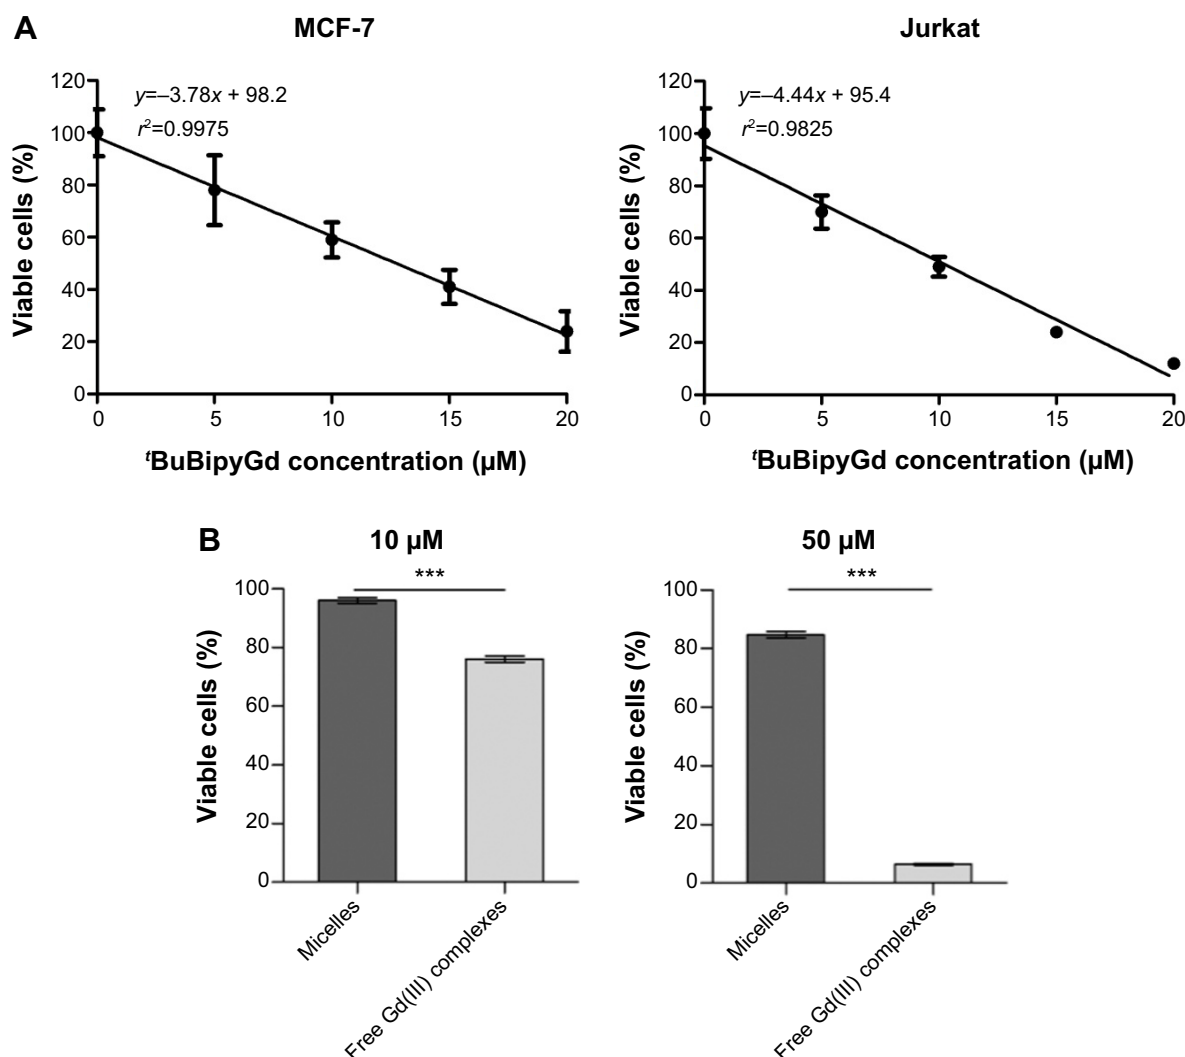 A
MCF-7
Jurkat
y=–3.78x + 98.2
r²=0.9975
Viable cells (%)
120
100
80
60
40
20
0
0 5 10 15 20
ᵗBuBipyGd concentration (µM)
y=–4.44x + 95.4
r²=0.9825
Viable cells (%)
120
100
80
60
40
20
0
0 5 10 15 20
ᵗBuBipyGd concentration (µM)
B
10 µM
***
Viable cells (%)
100
80
60
40
20
0
Micelles
Free Gd(III) complexes
50 µM
***
Viable cells (%)
100
80
60
40
20
0
Micelles
Free Gd(III) complexes